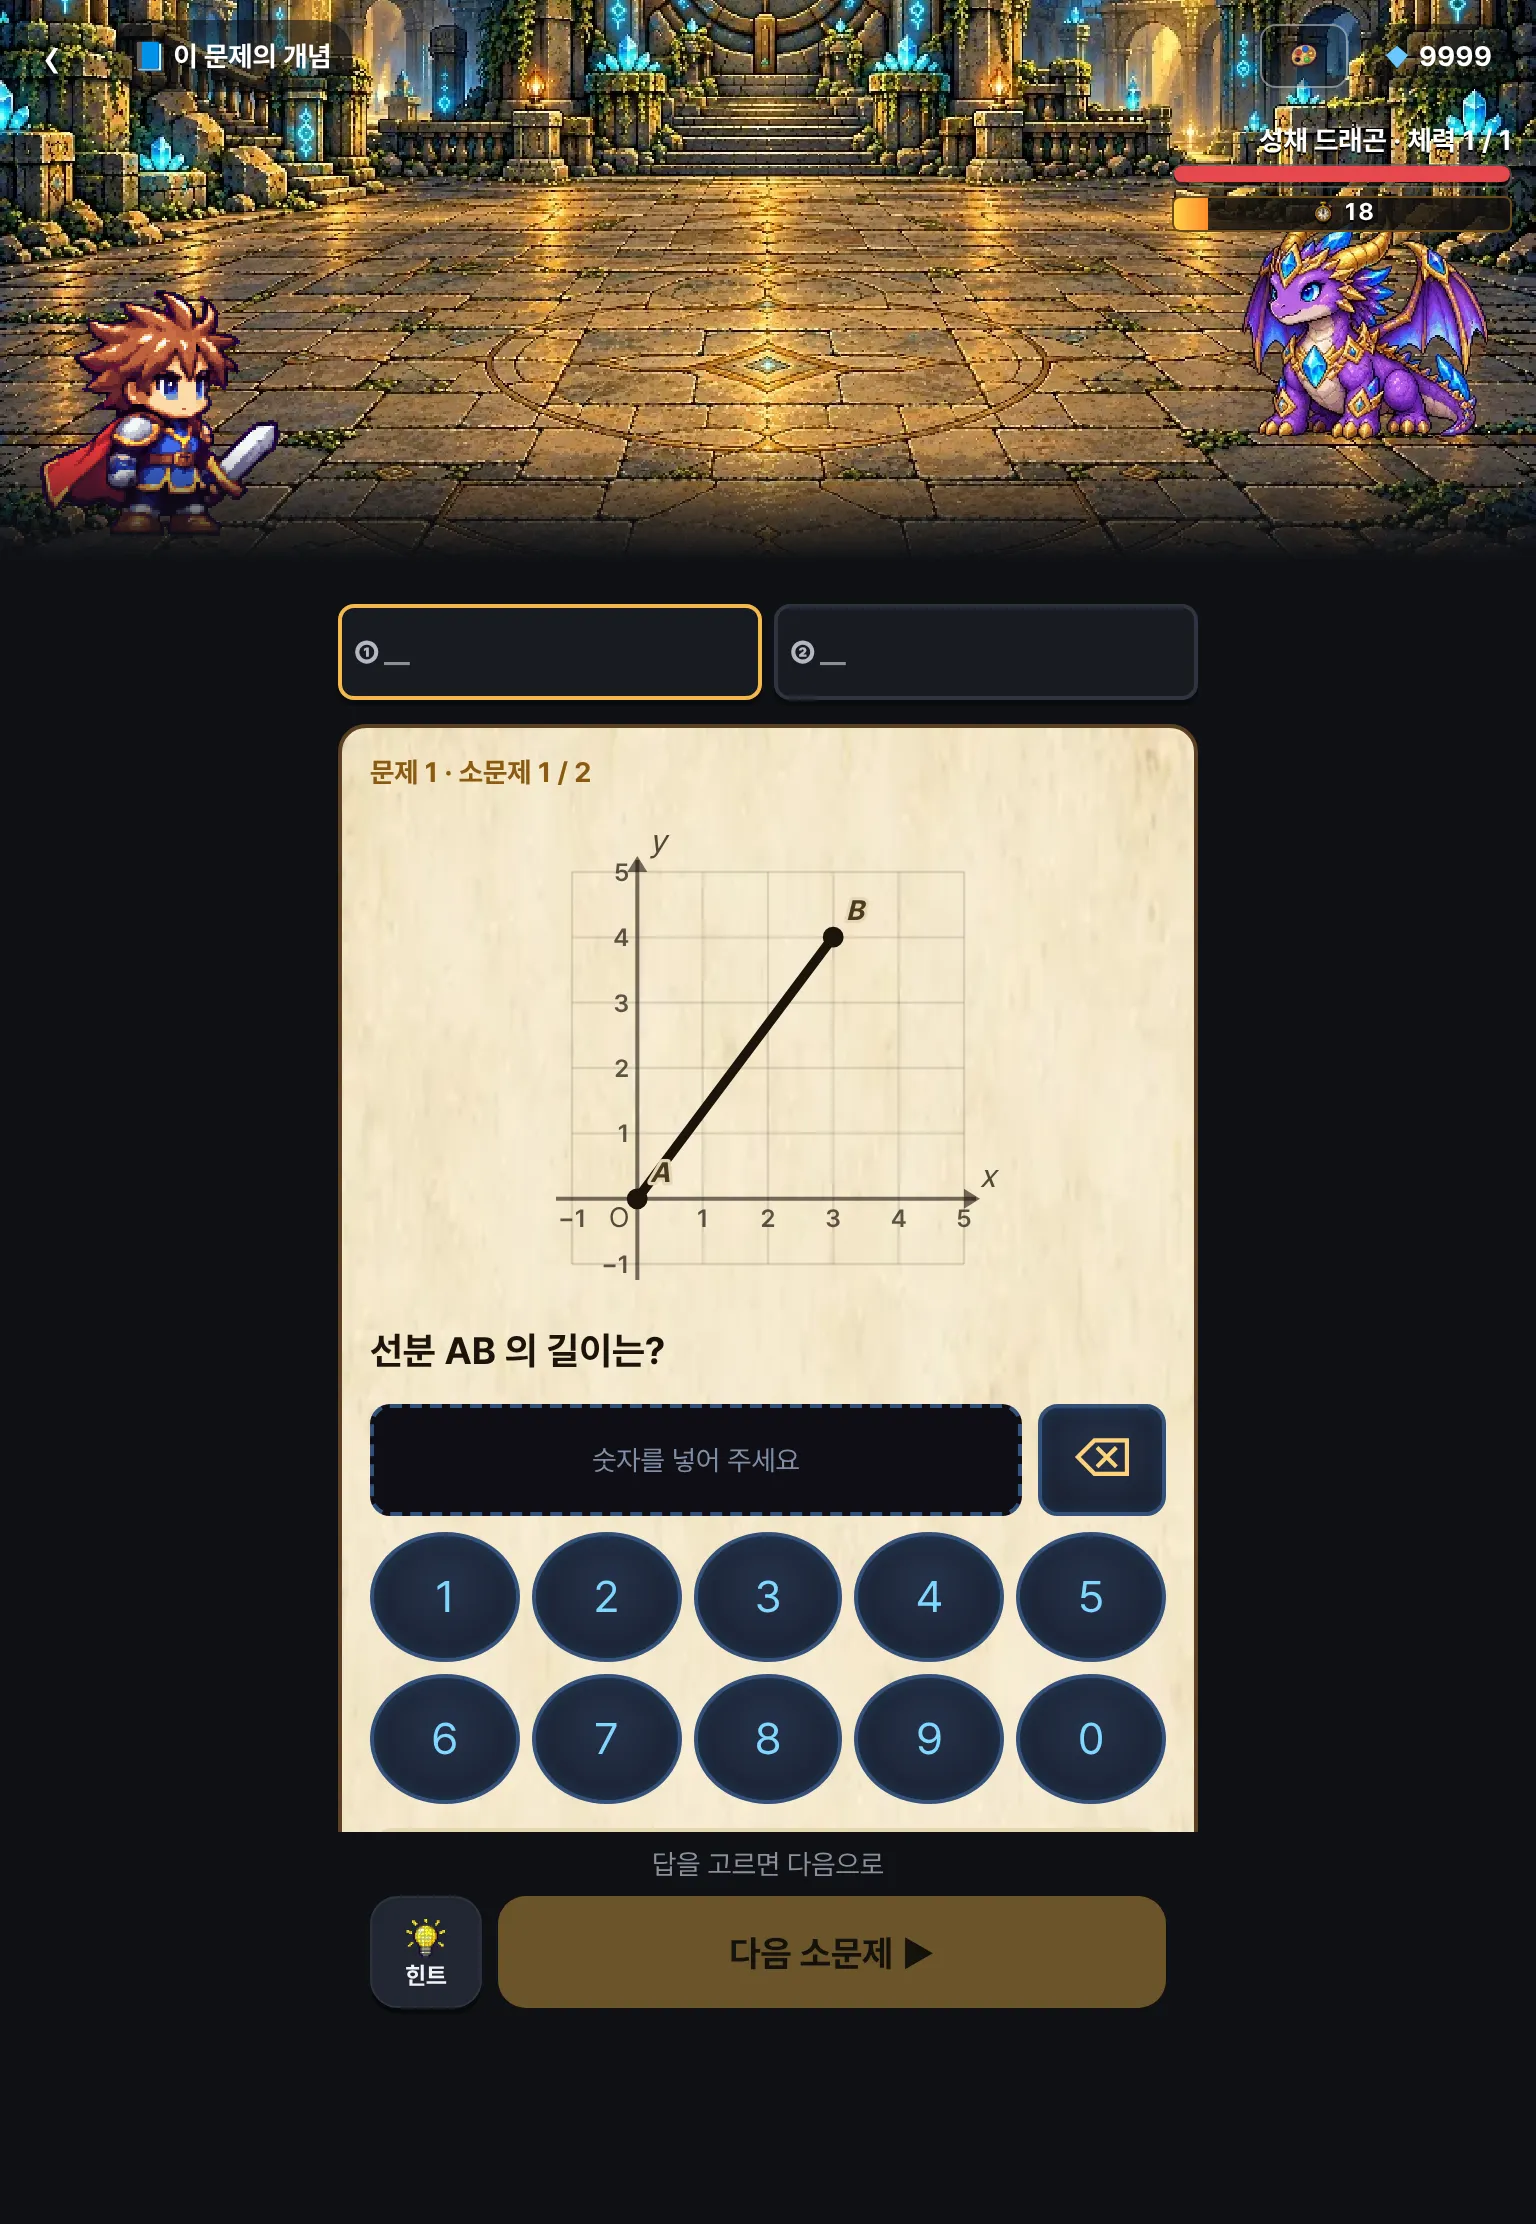 이 문제의 개념
9999
성채 드래곤 · 체력 1 / 1
18
① __
② __
문제 1 · 소문제 1 / 2
y
5
B
4
3
2
1
A
x
−1 O 1 2 3 4 5
−1
선분 AB 의 길이는?
숫자를 넣어 주세요
1 2 3 4 5
6 7 8 9 0
답을 고르면 다음으로
힌트
다음 소문제 ▶